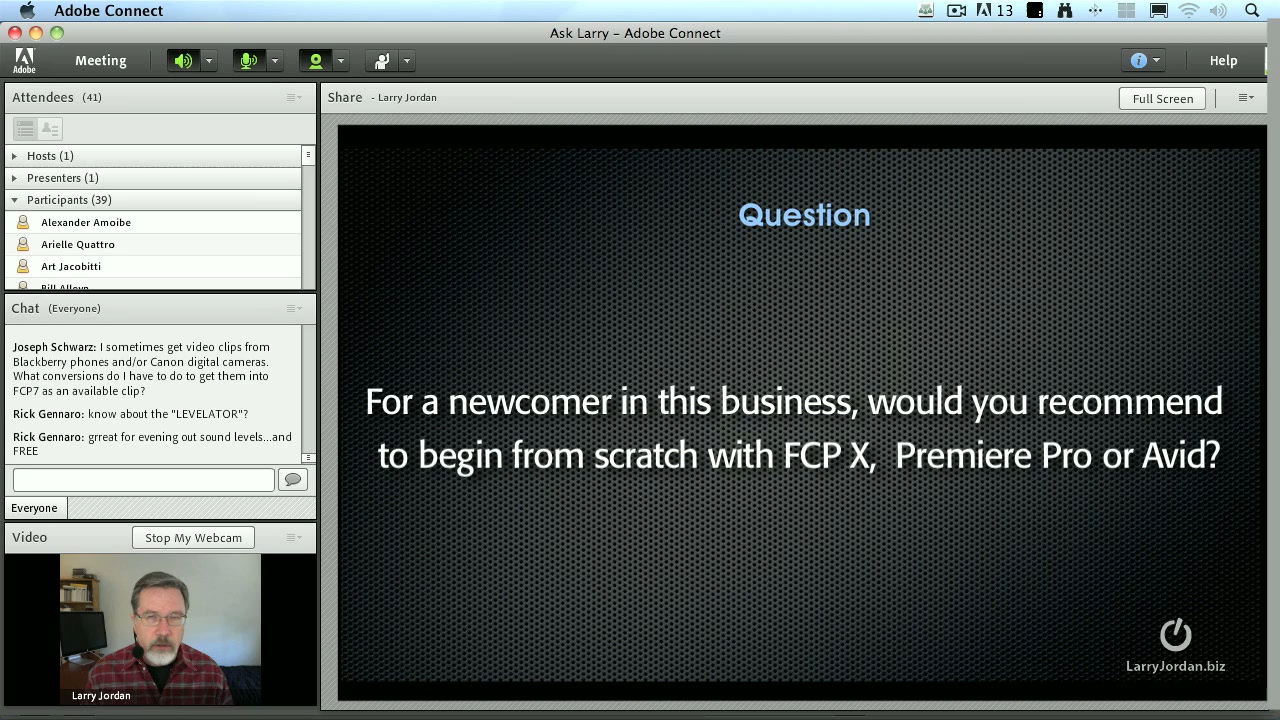 Adobe Connect
13
Ask Larry – Adobe Connect
Adobe
Meeting
Help
Attendees (41)
Hosts (1)
Presenters (1)
Participants (39)
Alexander Amoibe
Arielle Quattro
Art Jacobitti
Chat (Everyone)
Joseph Schwarz: I sometimes get video clips from
Blackberry phones and/or Canon digital cameras.
What conversions do I have to do to get them into
FCP7 as an available clip?
Rick Gennaro: know about the "LEVELATOR"?
Rick Gennaro: grreat for evening out sound levels...and
FREE
Everyone
Video
Stop My Webcam
Larry Jordan
Share - Larry Jordan
Full Screen
Question
For a newcomer in this business, would you recommend
to begin from scratch with FCP X, Premiere Pro or Avid?
LarryJordan.biz